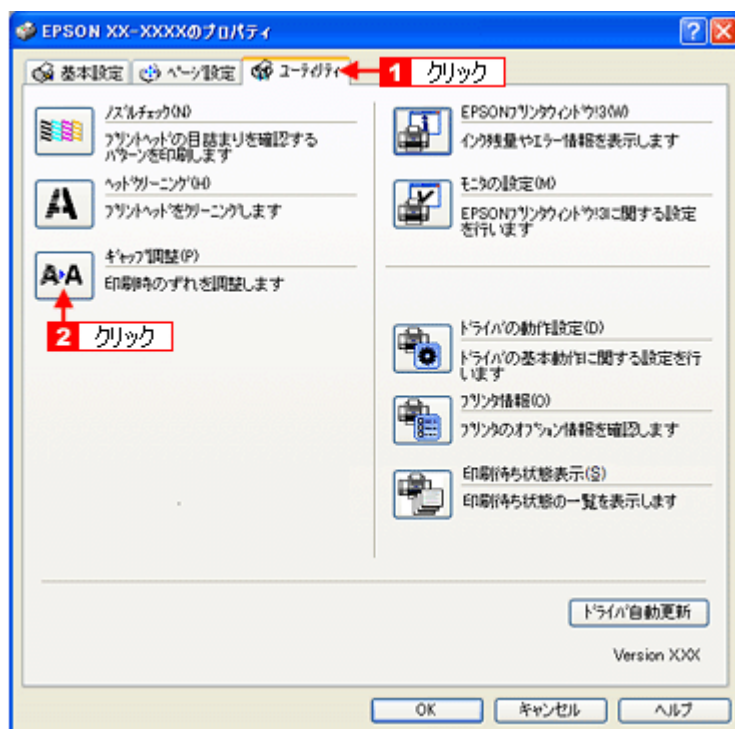 EPSON XX-XXXXのプロパティ
基本設定
ページ設定
ユーティリティ
1 クリック
ノズルチェック(N)
プリントヘッドの目詰まりを確認する
パターンを印刷します
ヘッドクリーニング(H)
プリントヘッドをクリーニングします
ギャップ調整(P)
印刷時のずれを調整します
2 クリック
EPSONプリンタウィンドウ!3(W)
インク残量やエラー情報を表示します
モニタの設定(M)
EPSONプリンタウィンドウ!3に関する設定
を行います
ドライバの動作設定(D)
ドライバの基本動作に関する設定を行
います
プリンタ情報(O)
プリンタのオプション情報を確認します
印刷待ち状態表示(S)
印刷待ち状態の一覧を表示します
ドライバ自動更新
Version XXX
OK
キャンセル
ヘルプ